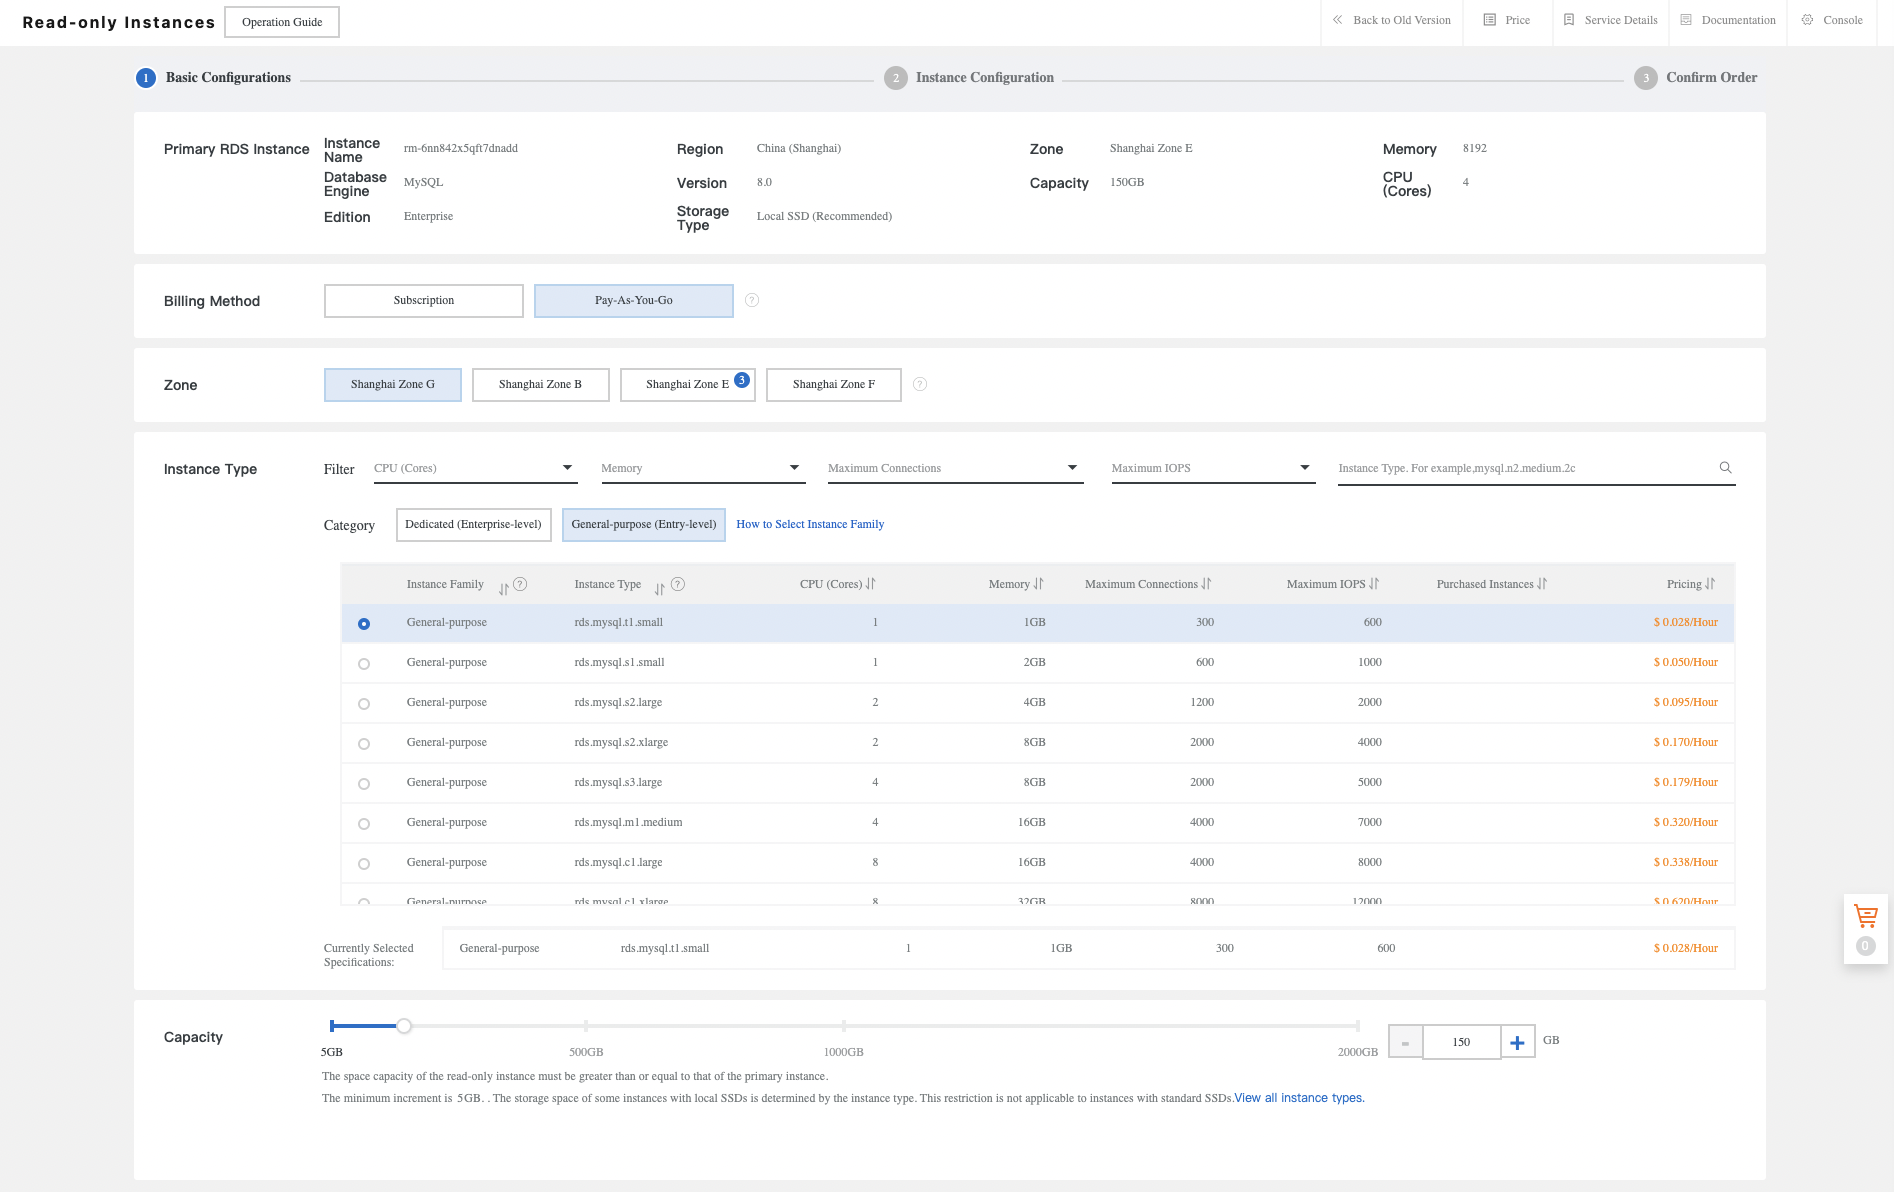 Read-only Instances
Operation Guide
Back to Old Version
Price
Service Details
Documentation
Console
1 Basic Configurations
2 Instance Configuration
3 Confirm Order
Primary RDS Instance
Instance Name rm-6nn842x5qft7dnadd
Region China (Shanghai)
Zone Shanghai Zone E
Memory 8192
Database Engine MySQL
Version 8.0
Capacity 150GB
CPU (Cores) 4
Edition Enterprise
Storage Type Local SSD (Recommended)
Billing Method
Subscription
Pay-As-You-Go
?
Zone
Shanghai Zone G
Shanghai Zone B
Shanghai Zone E 3
Shanghai Zone F
?
Instance Type
Filter CPU (Cores) Memory Maximum Connections Maximum IOPS Instance Type. For example,mysql.n2.medium.2c
Category Dedicated (Enterprise-level) General-purpose (Entry-level) How to Select Instance Family
Instance Family ? Instance Type ? CPU (Cores) Memory Maximum Connections Maximum IOPS Purchased Instances Pricing
General-purpose rds.mysql.t1.small 1 1GB 300 600 $ 0.028/Hour
General-purpose rds.mysql.s1.small 1 2GB 600 1000 $ 0.050/Hour
General-purpose rds.mysql.s2.large 2 4GB 1200 2000 $ 0.095/Hour
General-purpose rds.mysql.s2.xlarge 2 8GB 2000 4000 $ 0.170/Hour
General-purpose rds.mysql.s3.large 4 8GB 2000 5000 $ 0.179/Hour
General-purpose rds.mysql.m1.medium 4 16GB 4000 7000 $ 0.320/Hour
General-purpose rds.mysql.c1.large 8 16GB 4000 8000 $ 0.338/Hour
General-purpose rds.mysql.c1.xlarge 8 32GB 8000 12000 $ 0.620/Hour
0
Currently Selected Specifications: General-purpose rds.mysql.t1.small 1 1GB 300 600 $ 0.028/Hour
Capacity
5GB 500GB 1000GB 2000GB
- 150 + GB
The space capacity of the read-only instance must be greater than or equal to that of the primary instance.
The minimum increment is 5GB. . The storage space of some instances with local SSDs is determined by the instance type. This restriction is not applicable to instances with standard SSDs.View all instance types.